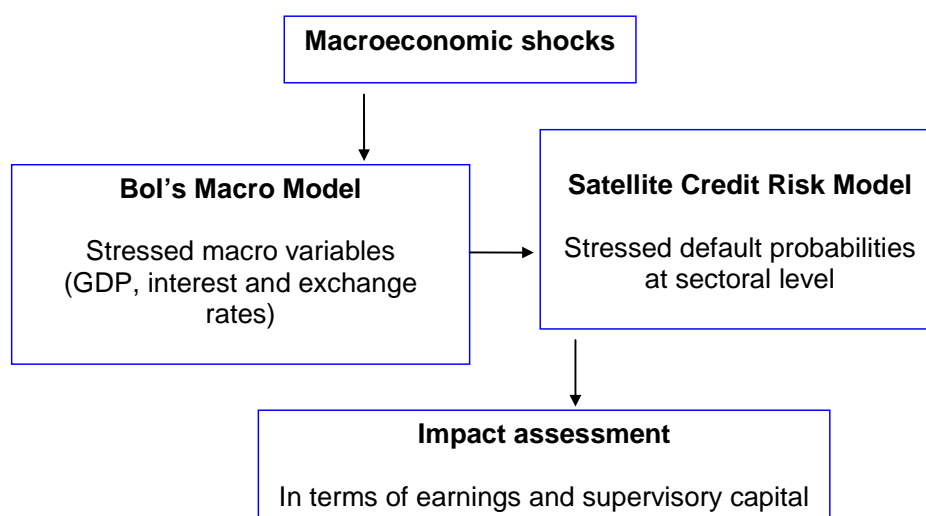 Macroeconomic shocks
BoI’s Macro Model
Stressed macro variables
(GDP, interest and exchange
rates)
Satellite Credit Risk Model
Stressed default probabilities
at sectoral level
Impact assessment
In terms of earnings and supervisory capital